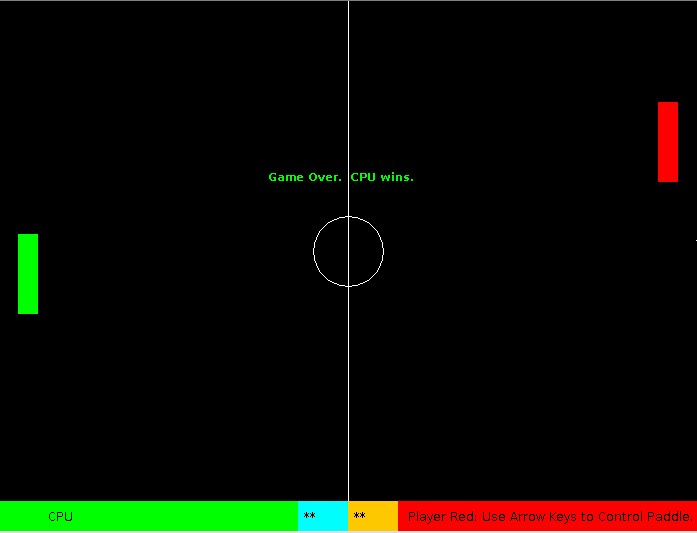 Game Over. CPU wins.
CPU
**
**
Player Red: Use Arrow Keys to Control Paddle.